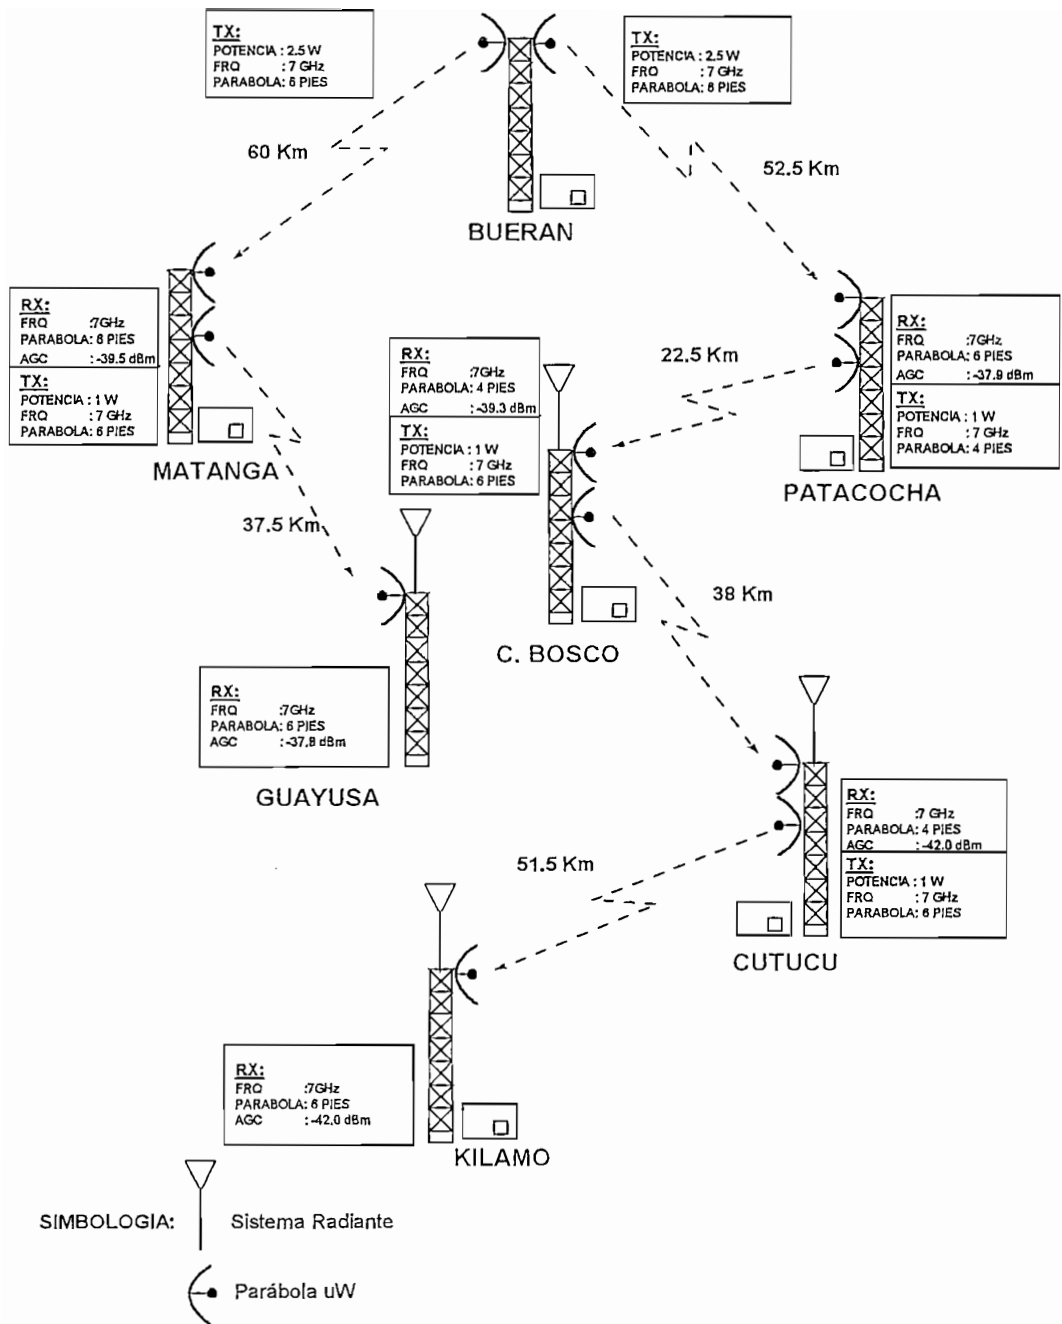 TX:
POTENCIA : 2.5 W
FRQ : 7 GHz
PARABOLA: 6 PIES
TX:
POTENCIA : 2.5 W
FRQ : 7 GHz
PARABOLA: 6 PIES
60 Km
52.5 Km
BUERAN
RX:
FRQ :7GHz
PARABOLA: 6 PIES
AGC : -39.5 dBm
TX:
POTENCIA : 1 W
FRQ : 7 GHz
PARABOLA: 6 PIES
MATANGA
RX:
FRQ :7GHz
PARABOLA: 4 PIES
AGC : -39.3 dBm
TX:
POTENCIA : 1 W
FRQ : 7 GHz
PARABOLA: 6 PIES
22.5 Km
RX:
FRQ :7GHz
PARABOLA: 6 PIES
AGC : -37.9 dBm
TX:
POTENCIA : 1 W
FRQ : 7 GHz
PARABOLA: 4 PIES
PATACOCHA
37.5 Km
38 Km
C. BOSCO
RX:
FRQ :7GHz
PARABOLA: 6 PIES
AGC : -37.8 dBm
GUAYUSA
RX:
FRQ :7 GHz
PARABOLA: 4 PIES
AGC : -42.0 dBm
TX:
POTENCIA : 1 W
FRQ : 7 GHz
PARABOLA: 6 PIES
51.5 Km
CUTUCU
RX:
FRQ :7GHz
PARABOLA: 6 PIES
AGC : -42.0 dBm
KILAMO
SIMBOLOGIA: Sistema Radiante
Parábola uW